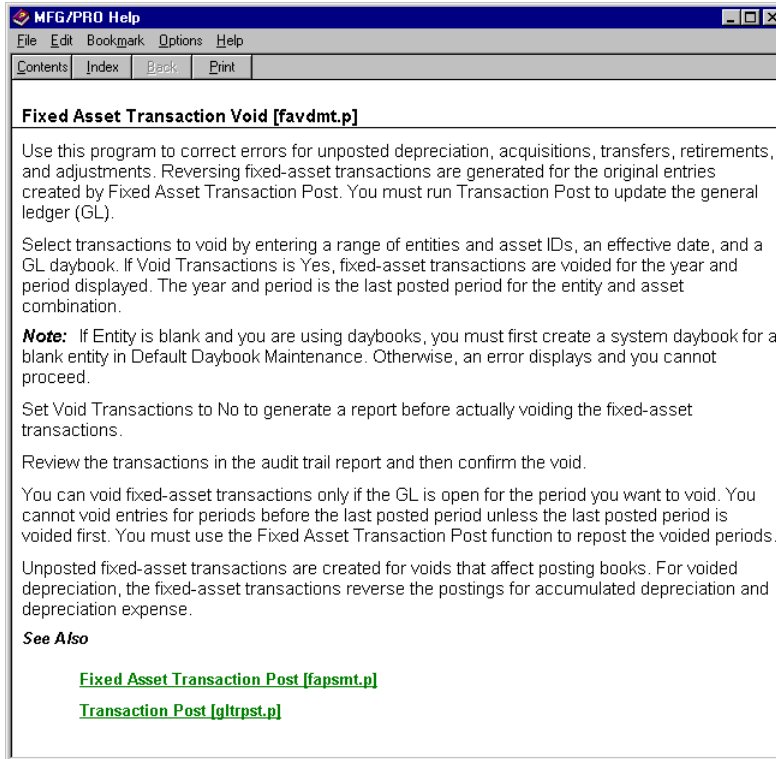 MFG/PRO Help
File Edit Bookmark Options Help
Contents Index Back Print
Fixed Asset Transaction Void [favdmt.p]
Use this program to correct errors for unposted depreciation, acquisitions, transfers, retirements,
and adjustments. Reversing fixed-asset transactions are generated for the original entries
created by Fixed Asset Transaction Post. You must run Transaction Post to update the general
ledger (GL).
Select transactions to void by entering a range of entities and asset IDs, an effective date, and a
GL daybook. If Void Transactions is Yes, fixed-asset transactions are voided for the year and
period displayed. The year and period is the last posted period for the entity and asset
combination.
Note: If Entity is blank and you are using daybooks, you must first create a system daybook for a
blank entity in Default Daybook Maintenance. Otherwise, an error displays and you cannot
proceed.
Set Void Transactions to No to generate a report before actually voiding the fixed-asset
transactions.
Review the transactions in the audit trail report and then confirm the void.
You can void fixed-asset transactions only if the GL is open for the period you want to void. You
cannot void entries for periods before the last posted period unless the last posted period is
voided first. You must use the Fixed Asset Transaction Post function to repost the voided periods.
Unposted fixed-asset transactions are created for voids that affect posting books. For voided
depreciation, the fixed-asset transactions reverse the postings for accumulated depreciation and
depreciation expense.
See Also
Fixed Asset Transaction Post [fapsmt.p]
Transaction Post [gltrpst.p]